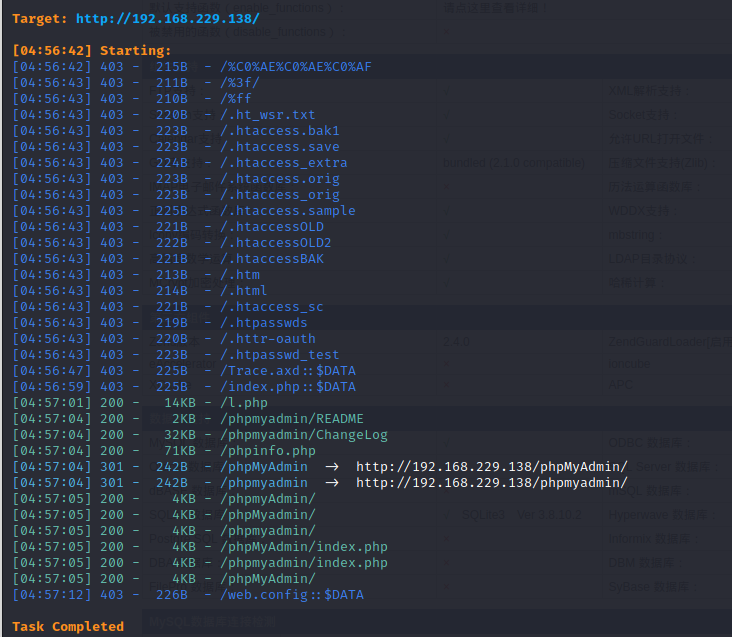 Target: http://192.168.229.138/
[04:56:42] Starting:
[04:56:42] 403 -  215B  - /%C0%AE%C0%AE%C0%AF
[04:56:43] 403 -  211B  - /%3f/
[04:56:43] 403 -  210B  - /%ff
[04:56:43] 403 -  220B  - /.ht_wsr.txt
[04:56:43] 403 -  223B  - /.htaccess.bak1
[04:56:43] 403 -  223B  - /.htaccess.save
[04:56:43] 403 -  224B  - /.htaccess_extra
[04:56:43] 403 -  223B  - /.htaccess.orig
[04:56:43] 403 -  223B  - /.htaccess_orig
[04:56:43] 403 -  225B  - /.htaccess.sample
[04:56:43] 403 -  221B  - /.htaccessOLD
[04:56:43] 403 -  222B  - /.htaccessOLD2
[04:56:43] 403 -  221B  - /.htaccessBAK
[04:56:43] 403 -  213B  - /.htm
[04:56:43] 403 -  214B  - /.html
[04:56:43] 403 -  221B  - /.htaccess_sc
[04:56:43] 403 -  219B  - /.htpasswds
[04:56:43] 403 -  220B  - /.httr-oauth
[04:56:43] 403 -  223B  - /.htpasswd_test
[04:56:47] 403 -  225B  - /Trace.axd::$DATA
[04:56:59] 403 -  225B  - /index.php::$DATA
[04:57:01] 200 -   14KB - /l.php
[04:57:04] 200 -    2KB - /phpmyadmin/README
[04:57:04] 200 -   32KB - /phpmyadmin/ChangeLog
[04:57:04] 200 -   71KB - /phpinfo.php
[04:57:04] 301 -  242B  - /phpMyAdmin  ->  http://192.168.229.138/phpMyAdmin/
[04:57:04] 301 -  242B  - /phpmyadmin  ->  http://192.168.229.138/phpmyadmin/
[04:57:05] 200 -    4KB - /phpmyAdmin/
[04:57:05] 200 -    4KB - /phpMyadmin/
[04:57:05] 200 -    4KB - /phpmyadmin/
[04:57:05] 200 -    4KB - /phpMyAdmin/index.php
[04:57:05] 200 -    4KB - /phpmyadmin/index.php
[04:57:05] 200 -    4KB - /phpMyAdmin/
[04:57:12] 403 -  226B  - /web.config::$DATA
Task Completed